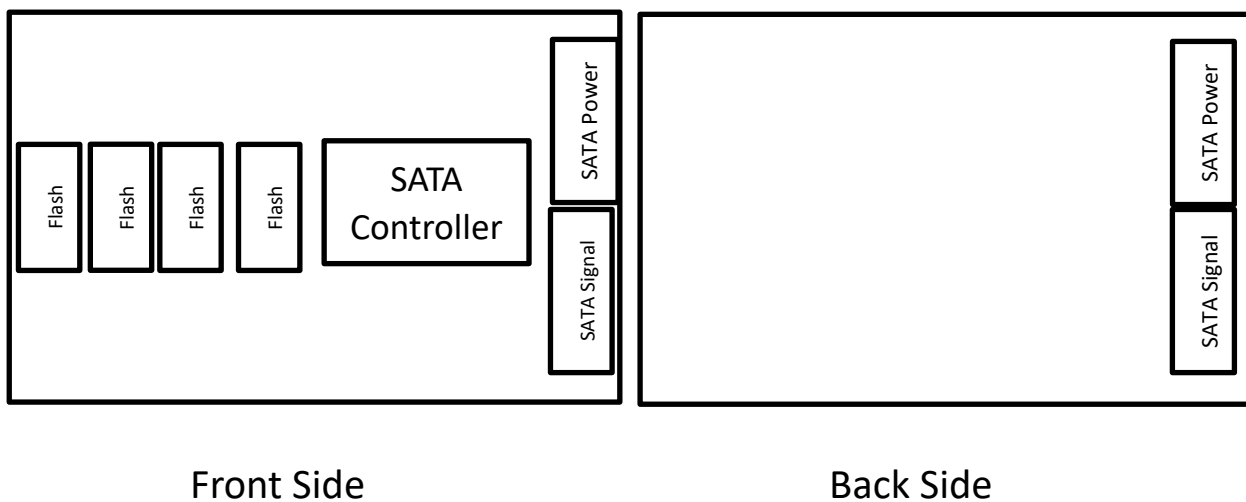 Flash
Flash
Flash
Flash
SATA
Controller
SATA Power
SATA Signal
SATA Power
SATA Signal
Front Side
Back Side